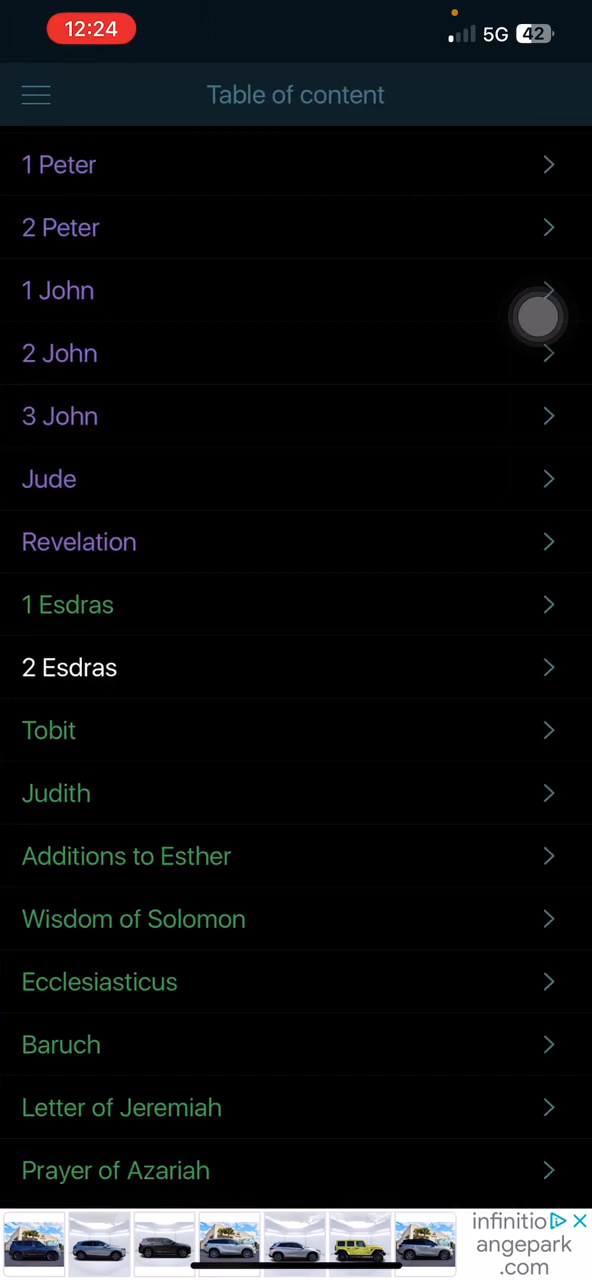 12:24
5G 42
Table of content
1 Peter
2 Peter
1 John
2 John
3 John
Jude
Revelation
1 Esdras
2 Esdras
Tobit
Judith
Additions to Esther
Wisdom of Solomon
Ecclesiasticus
Baruch
Letter of Jeremiah
Prayer of Azariah
infinitio
angepark
.com